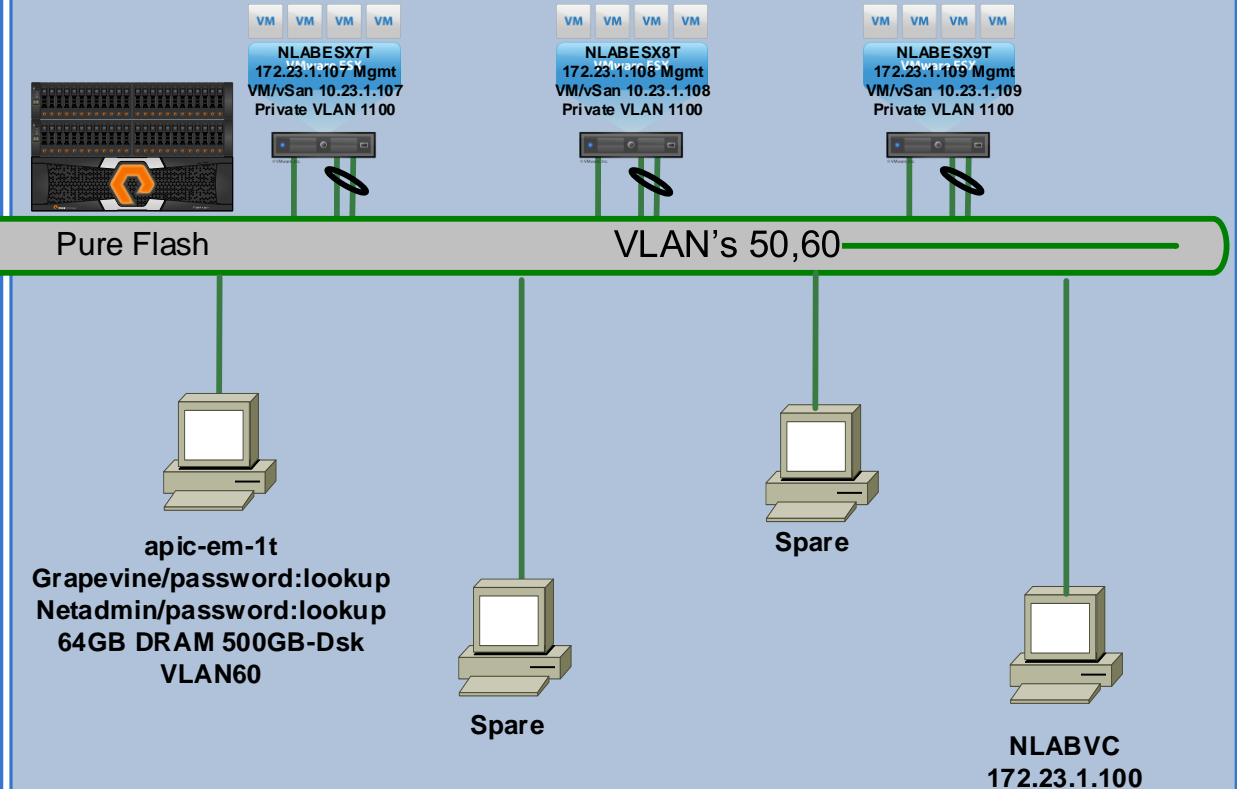 VM VM VM VM
NLABESX7T
VMware ESX
172.23.1.107 Mgmt
VM/vSan 10.23.1.107
Private VLAN 1100
VM VM VM VM
NLABESX8T
172.23.1.108 Mgmt
VM/vSan 10.23.1.108
Private VLAN 1100
VM VM VM VM
NLABESX9T
VMware ESX
172.23.1.109 Mgmt
VM/vSan 10.23.1.109
Private VLAN 1100
Pure Flash
VLAN's 50,60
apic-em-1t
Grapevine/password:lookup
Netadmin/password:lookup
64GB DRAM 500GB-Dsk
VLAN60
Spare
Spare
NLABVC
172.23.1.100